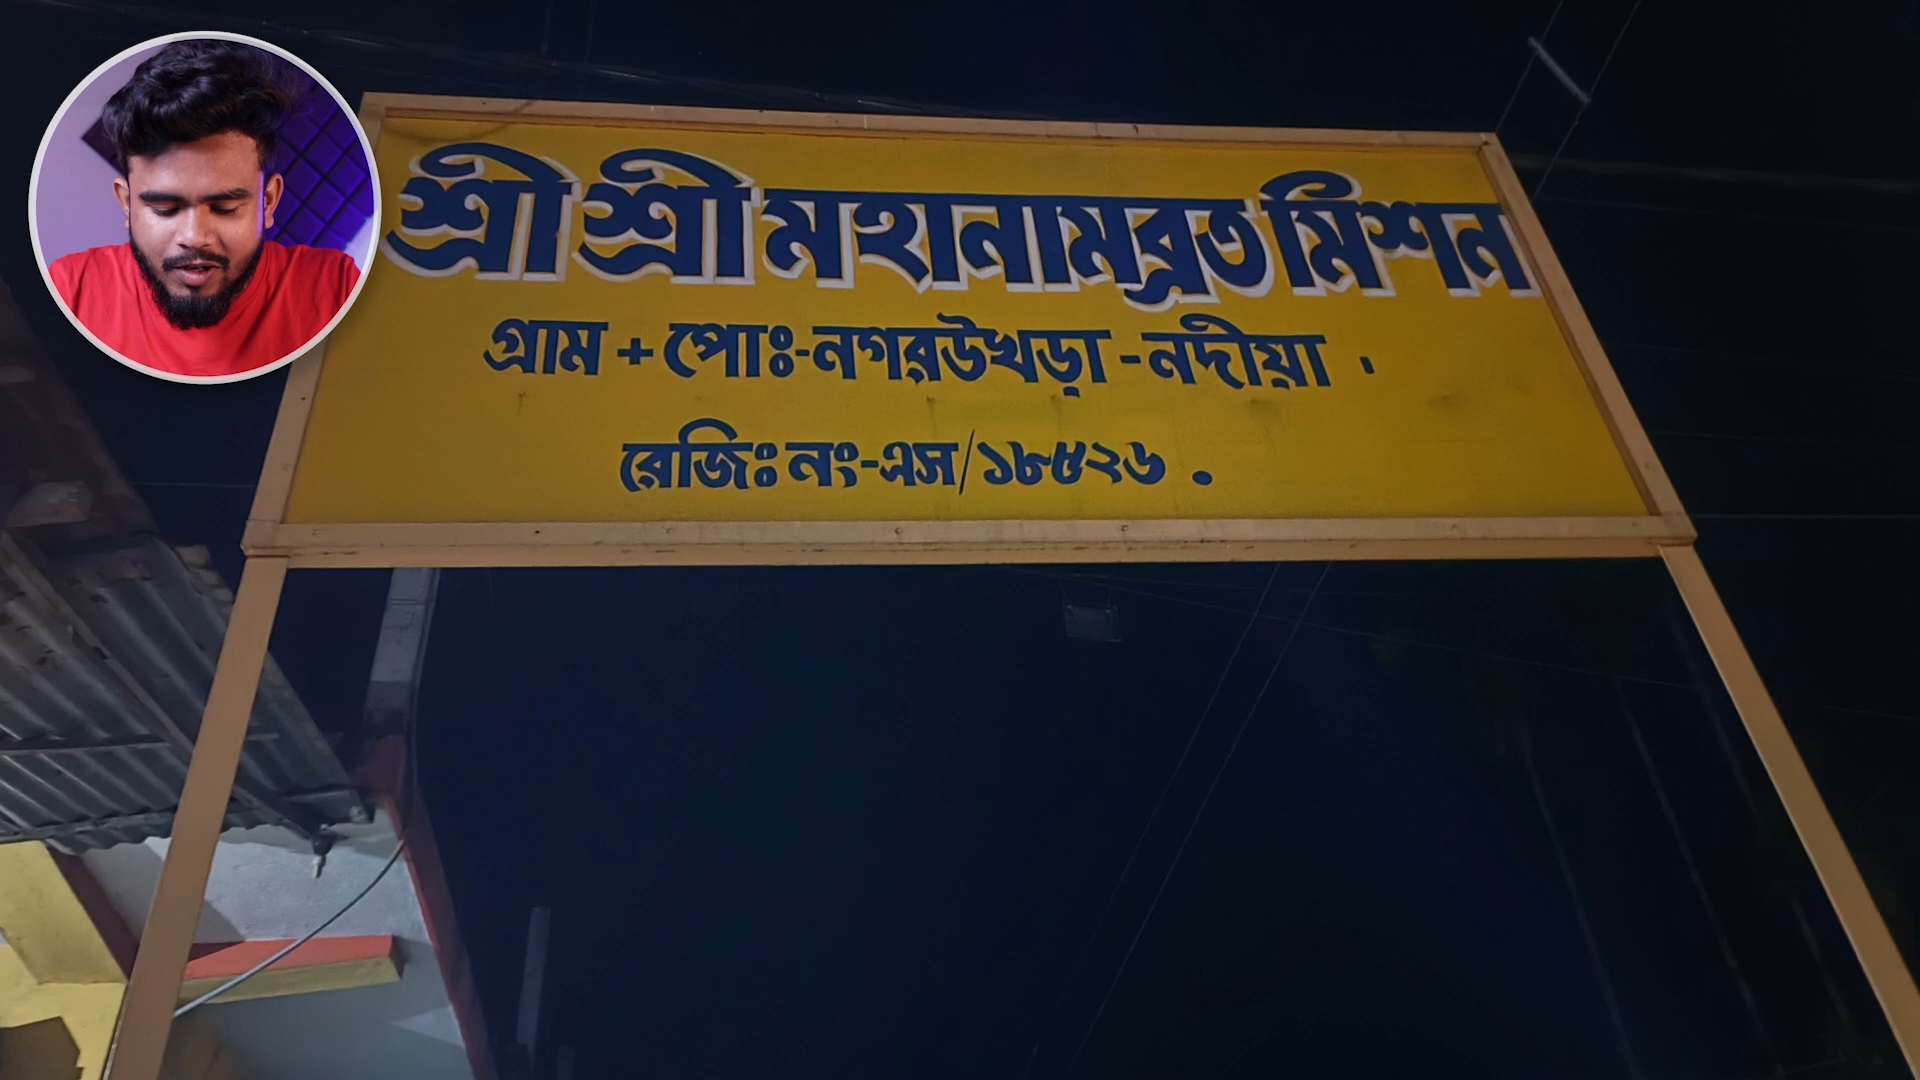 শ্রী শ্রী মহানামব্রত মিশন
গ্রাম + পোঃ-নগরউখড়া -নদীয়া ।
রেজিঃ নং-এস/১৮৫২৬ .